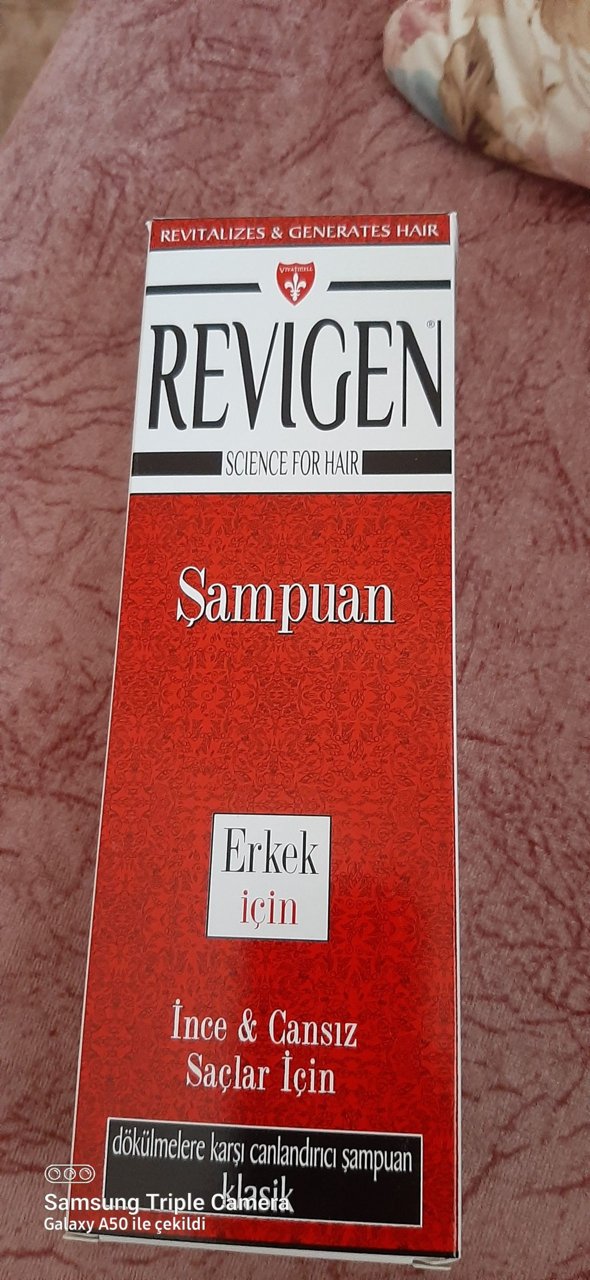 REVITALIZES & GENERATES HAIR
VIVATINELL
REVIGEN®
SCIENCE FOR HAIR
Şampuan
Erkek
için
İnce & Cansız
Saçlar İçin
dökülmelere karşı canlandırıcı şampuan
klasik
Samsung Triple Camera
Galaxy A50 ile çekildi